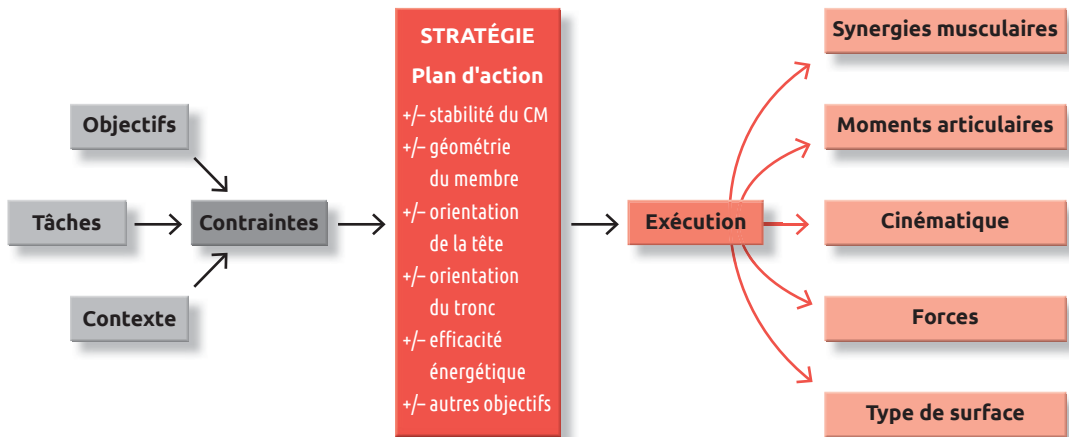 Objectifs
Tâches
Contexte
Contraintes
STRATÉGIE
Plan d'action
+/– stabilité du CM
+/– géométrie
du membre
+/– orientation
de la tête
+/– orientation
du tronc
+/– efficacité
énergétique
+/– autres objectifs
Exécution
Synergies musculaires
Moments articulaires
Cinématique
Forces
Type de surface